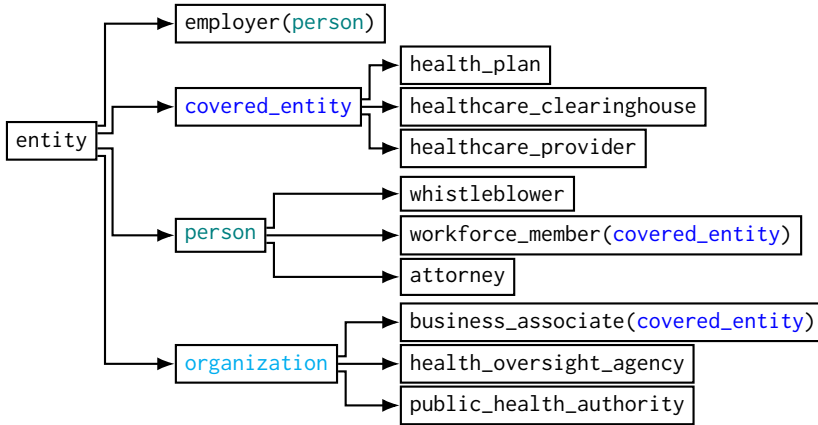 employer(person)
health_plan
covered_entity
healthcare_clearinghouse
entity
healthcare_provider
whistleblower
person
workforce_member(covered_entity)
attorney
business_associate(covered_entity)
organization
health_oversight_agency
public_health_authority